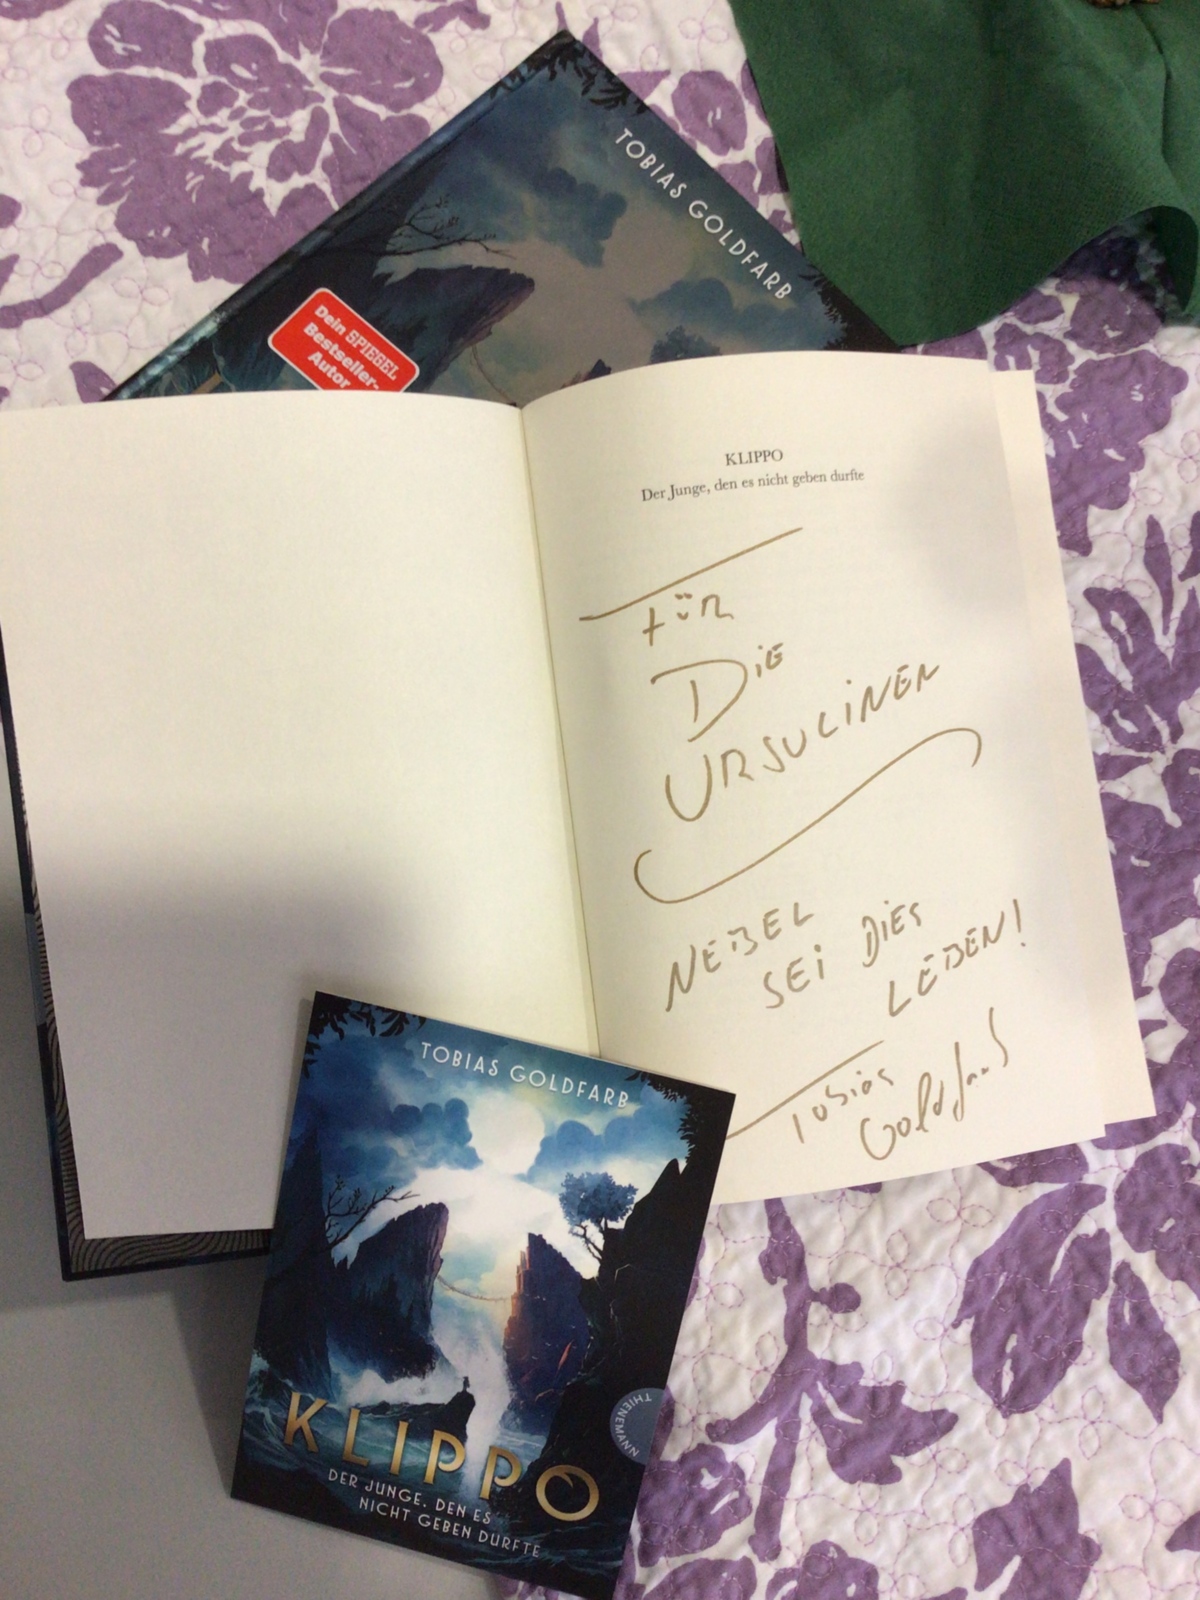 TOBIAS GOLDFARB
Dein SPIEGEL
Bestseller-
Autor
KLIPPO
Der Junge, den es nicht geben durfte
FÜR
DIE
URSULINEN
NEBEL
SEI DIES
LEBEN!
Tobias
Goldfarb
TOBIAS GOLDFARB
THIENEMANN
KLIPPO
DER JUNGE, DEN ES
NICHT GEBEN DURFTE